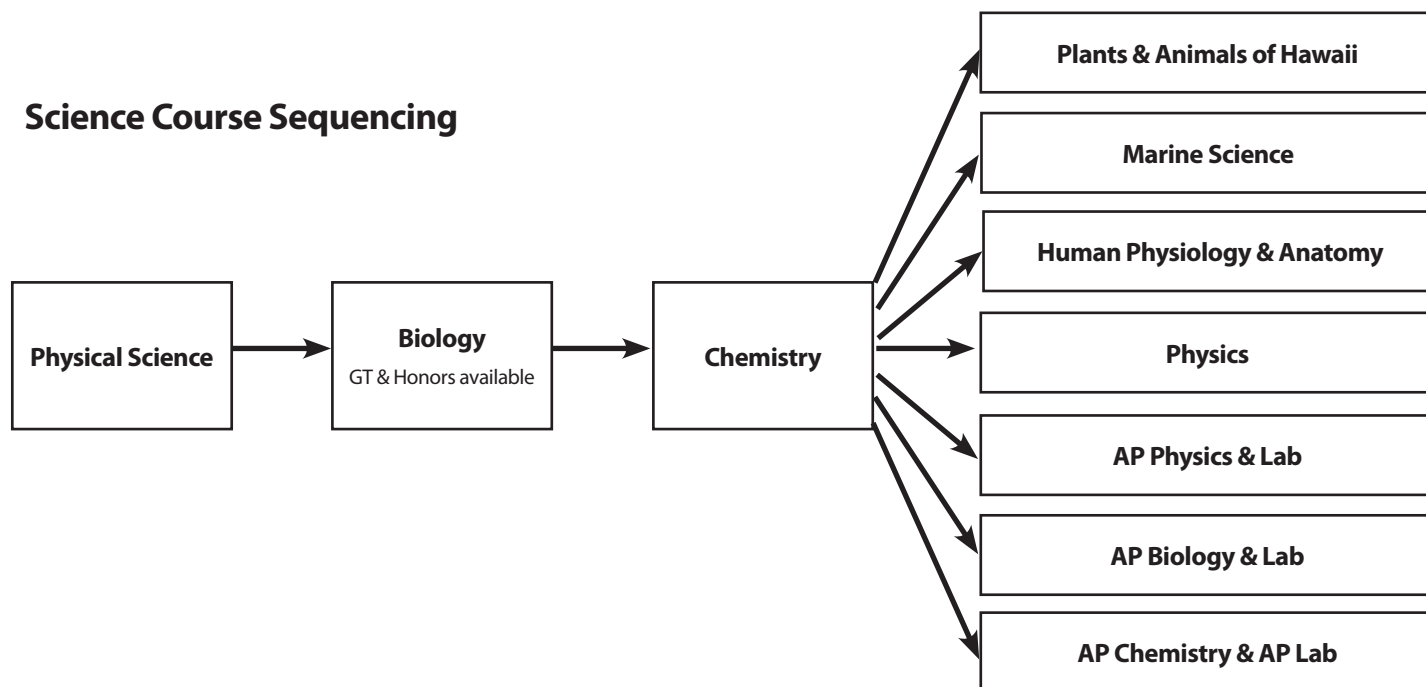 Science Course Sequencing
Physical Science
Biology
GT & Honors available
Chemistry
Plants & Animals of Hawaii
Marine Science
Human Physiology & Anatomy
Physics
AP Physics & Lab
AP Biology & Lab
AP Chemistry & AP Lab